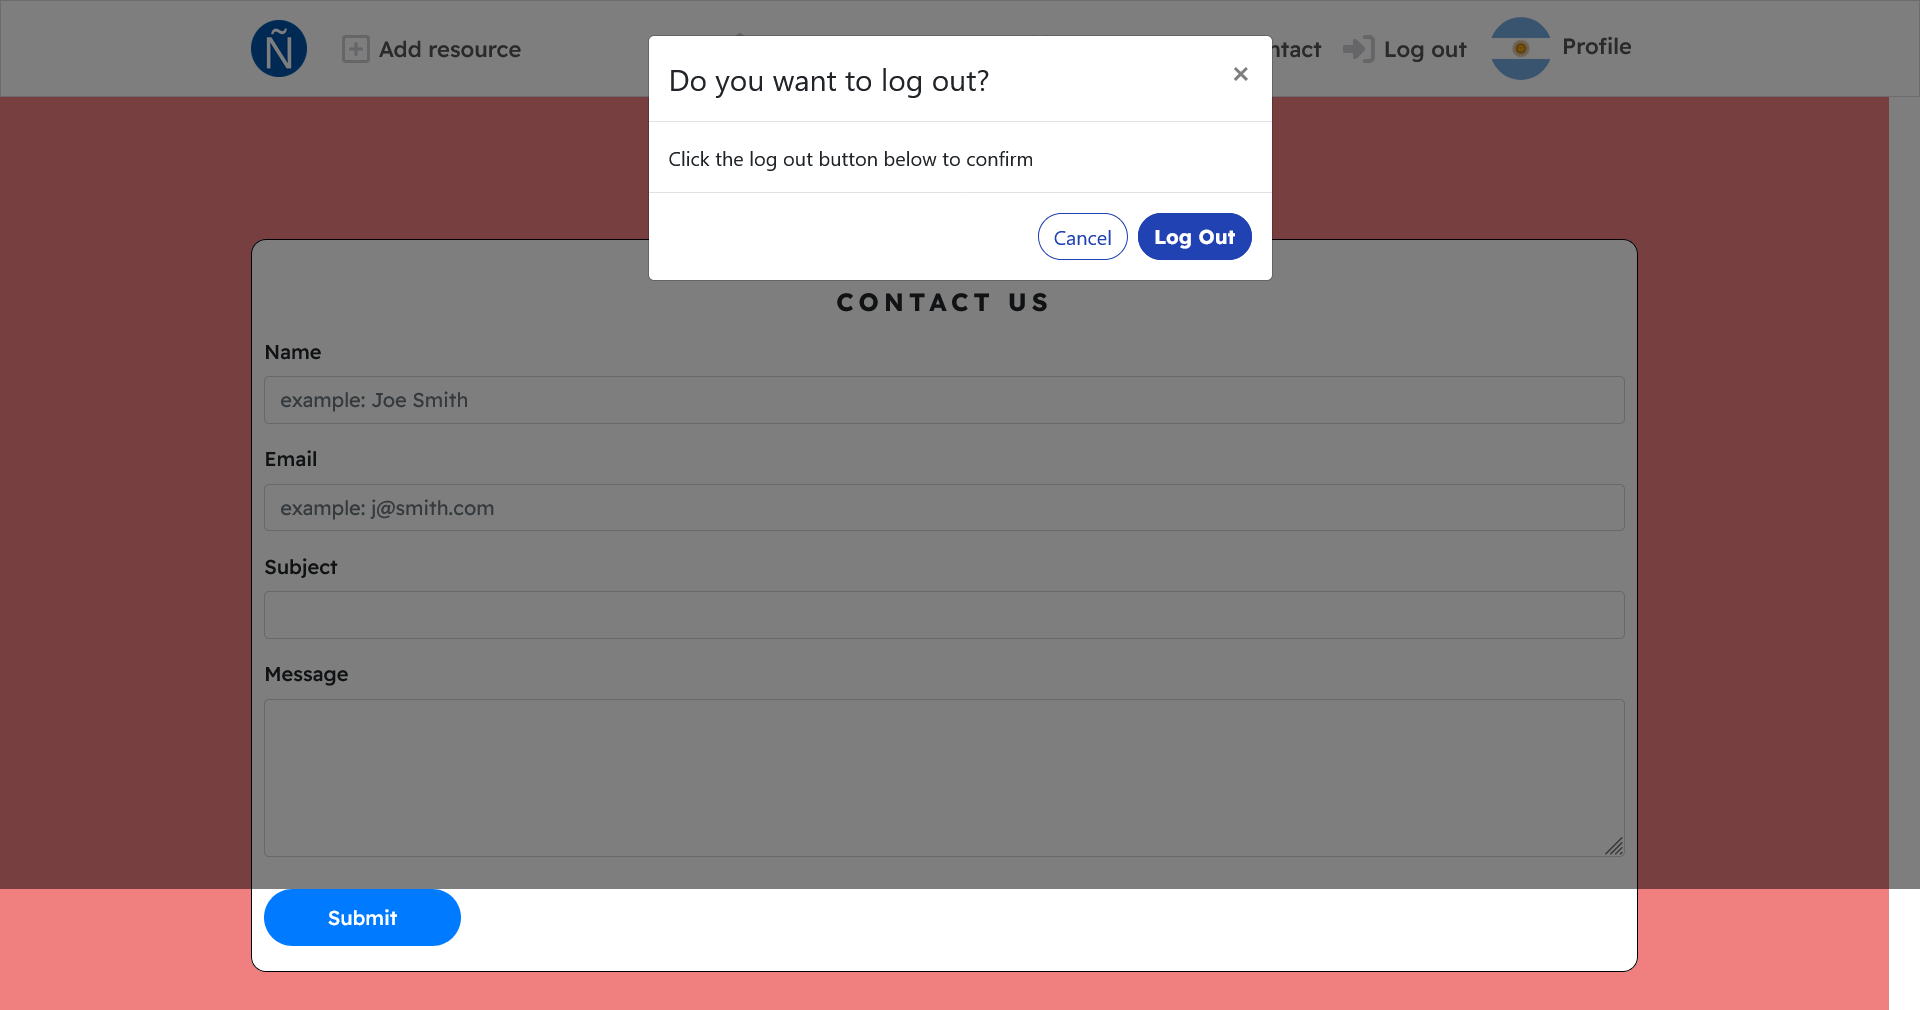 Ñ
Add resource
ntact
Log out
Profile
Do you want to log out?
×
Click the log out button below to confirm
Cancel
Log Out
CONTACT US
Name
example: Joe Smith
Email
example: j@smith.com
Subject
Message
Submit